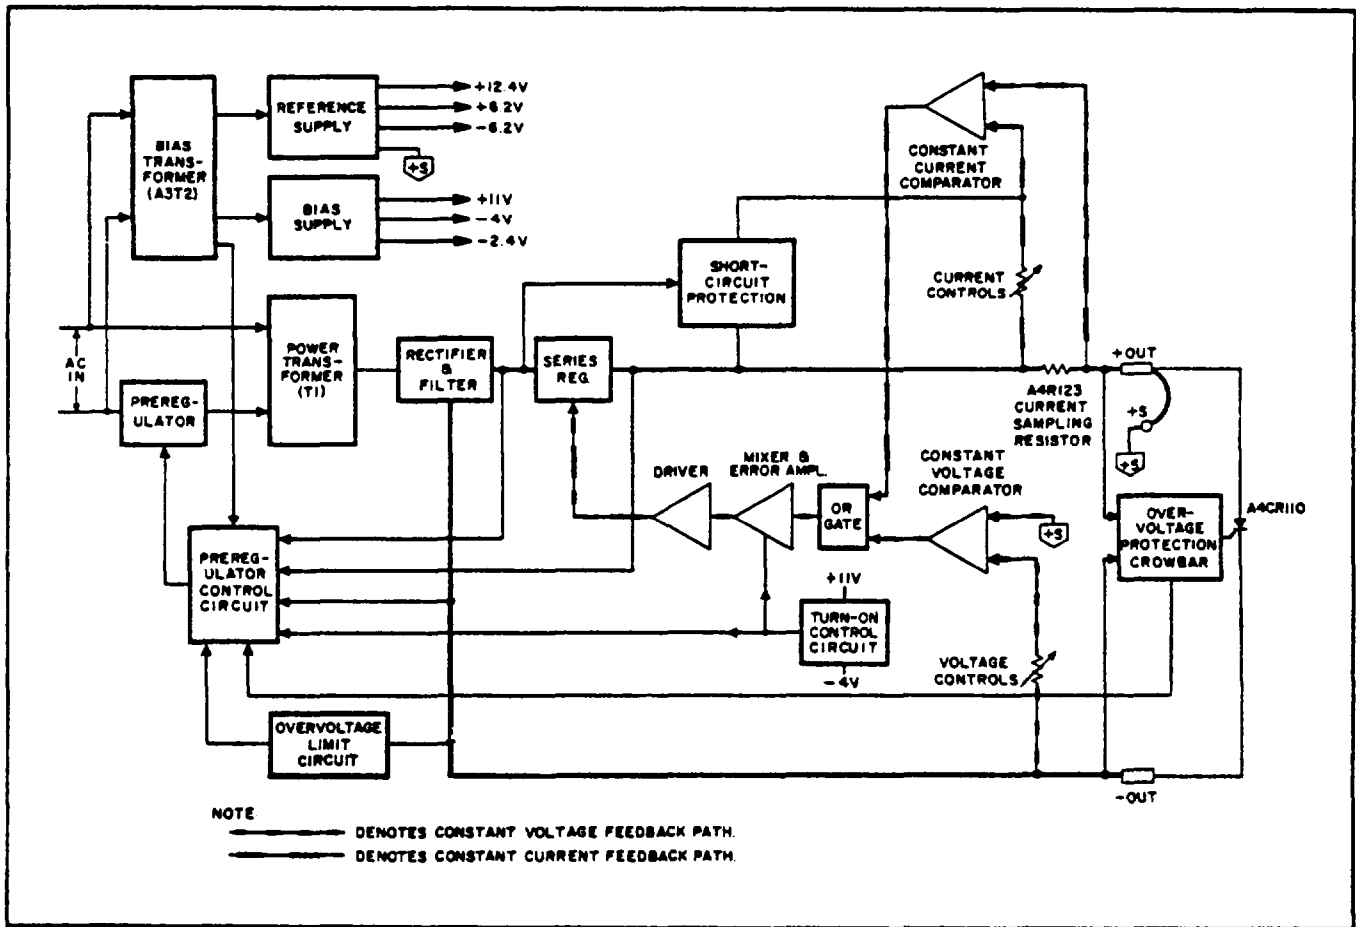 BIAS
TRANS-
FORMER
(A3T2)
REFERENCE
SUPPLY
+12.4V
+6.2V
-6.2V
+S
BIAS
SUPPLY
+11V
-4V
-2.4V
CONSTANT
CURRENT
COMPARATOR
SHORT-
CIRCUIT
PROTECTION
CURRENT
CONTROLS
AC
IN
POWER
TRANS-
FORMER
(T1)
RECTIFIER
&
FILTER
SERIES
REG.
+OUT
A4R123
CURRENT
SAMPLING
RESISTOR
+S
+S
PREREG-
ULATOR
DRIVER
MIXER &
ERROR AMPL.
CONSTANT
VOLTAGE
COMPARATOR
OR
GATE
+S
OVER-
VOLTAGE
PROTECTION
CROWBAR
A4CR110
PREREG-
ULATOR
CONTROL
CIRCUIT
+11V
TURN-ON
CONTROL
CIRCUIT
-4V
VOLTAGE
CONTROLS
OVERVOLTAGE
LIMIT
CIRCUIT
-OUT
NOTE
DENOTES CONSTANT VOLTAGE FEEDBACK PATH.
DENOTES CONSTANT CURRENT FEEDBACK PATH.